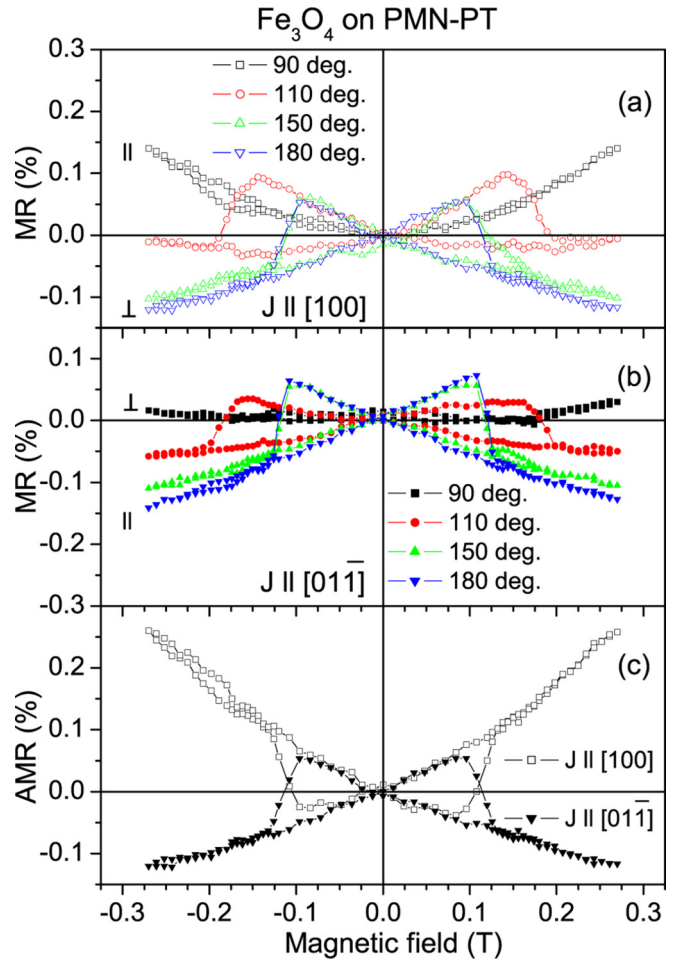 Fe₃O₄ on PMN-PT
0.3
0.2
0.1
0.0
-0.1
MR (%)
90 deg.
110 deg.
150 deg.
180 deg.
(a)
||
⊥
J || [100]
0.1
0.0
-0.1
-0.2
-0.3
MR (%)
(b)
⊥
||
90 deg.
110 deg.
150 deg.
180 deg.
J || [011̅]
0.2
0.1
0.0
-0.1
AMR (%)
(c)
J || [100]
J || [011̅]
-0.3 -0.2 -0.1 0.0 0.1 0.2 0.3
Magnetic field (T)